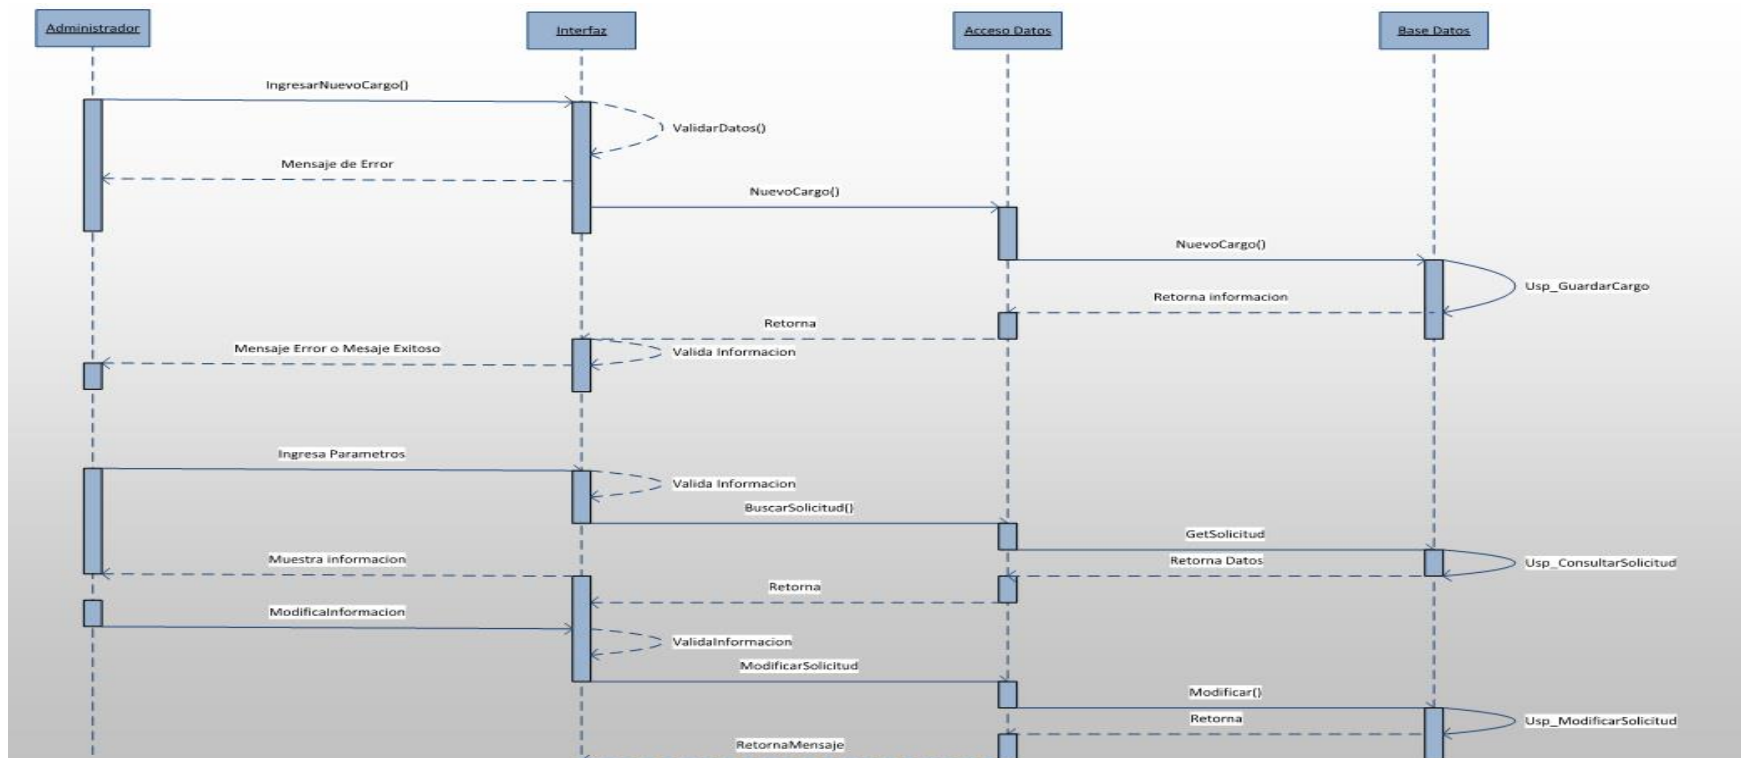 Administrador
Interfaz
Acceso Datos
Base Datos
IngresarNuevoCargo()
ValidarDatos()
Mensaje de Error
NuevoCargo()
NuevoCargo()
Usp_GuardarCargo
Retorna informacion
Retorna
Valida Informacion
Mensaje Error o Mesaje Exitoso
Ingresa Parametros
Valida Informacion
BuscarSolicitud()
GetSolicitud
Usp_ConsultarSolicitud
Retorna Datos
Muestra informacion
Retorna
ModificaInformacion
ValidaInformacion
ModificarSolicitud
Modificar()
Usp_ModificarSolicitud
Retorna
RetornaMensaje